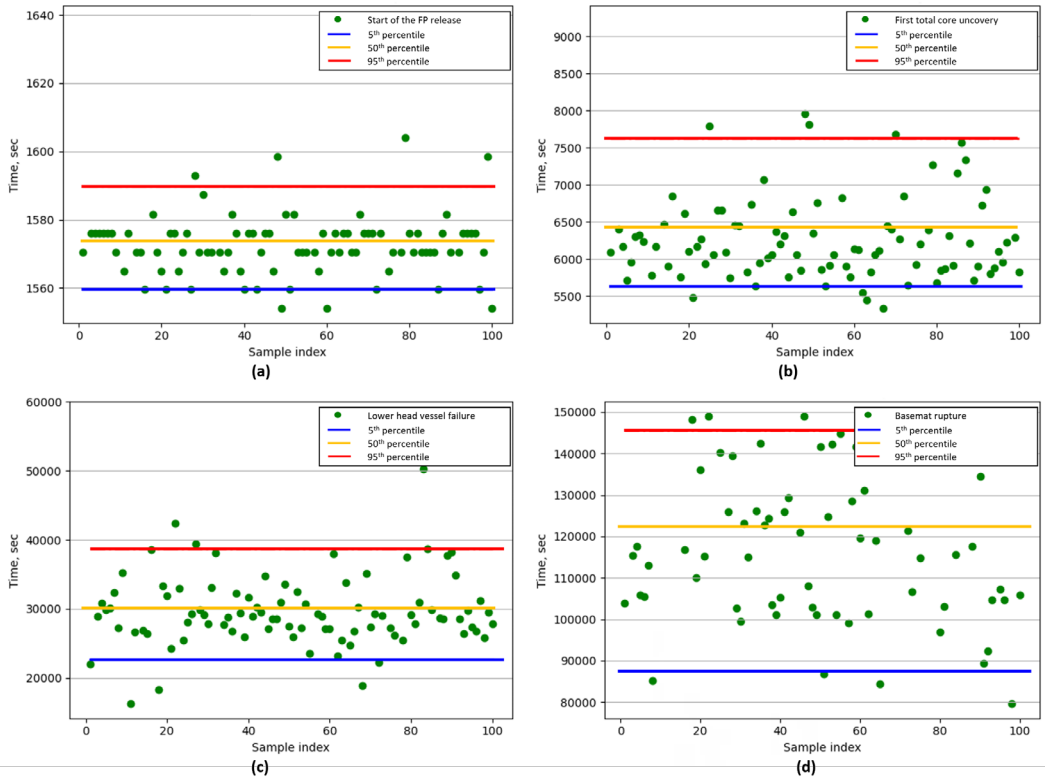 1640
1620
1600
1580
1560
Time, sec
0
20
40
60
80
100
Sample index
Start of the FP release
5th percentile
50th percentile
95th percentile
(a)
9000
8500
8000
7500
7000
6500
6000
5500
Time, sec
0
20
40
60
80
100
Sample index
First total core uncovery
5th percentile
50th percentile
95th percentile
(b)
60000
50000
40000
30000
20000
Time, sec
0
20
40
60
80
100
Sample index
Lower head vessel failure
5th percentile
50th percentile
95th percentile
(c)
150000
140000
130000
120000
110000
100000
90000
80000
Time, sec
0
20
40
60
80
100
Sample index
Basemat rupture
5th percentile
50th percentile
95th percentile
(d)